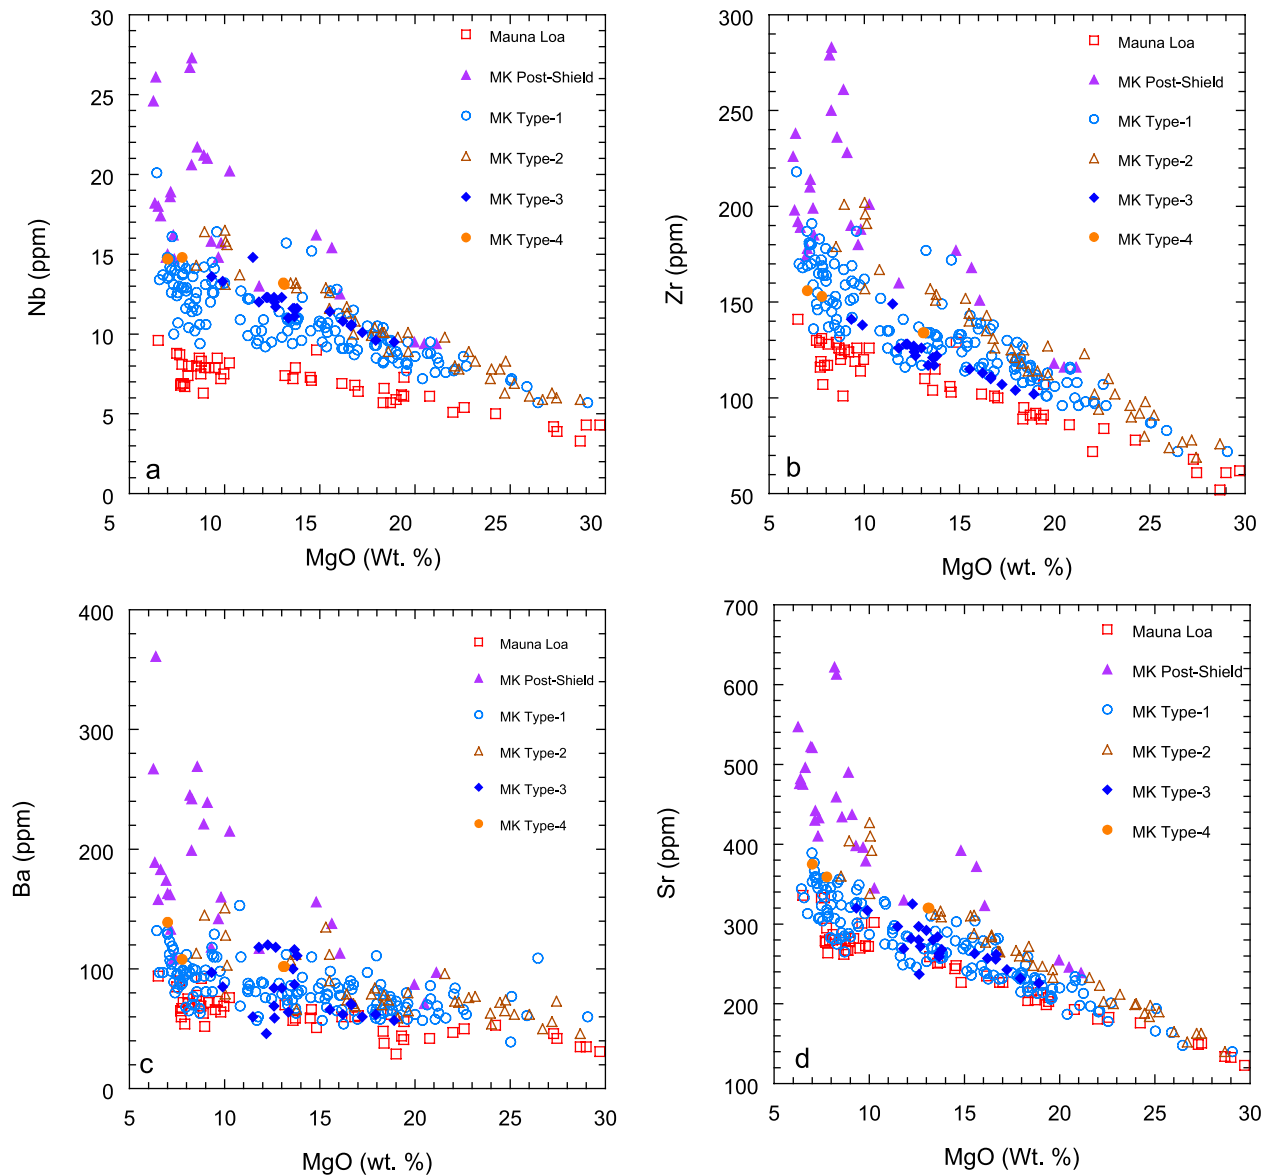 30
25
20
15
10
5
0
Nb (ppm)
5 10 15 20 25 30
MgO (Wt. %)
Mauna Loa
MK Post-Shield
MK Type-1
MK Type-2
MK Type-3
MK Type-4
a
300
250
200
150
100
50
Zr (ppm)
5 10 15 20 25 30
MgO (wt. %)
Mauna Loa
MK Post-Shield
MK Type-1
MK Type-2
MK Type-3
MK Type-4
b
400
300
200
100
0
Ba (ppm)
5 10 15 20 25 30
MgO (wt. %)
Mauna Loa
MK Post-Shield
MK Type-1
MK Type-2
MK Type-3
MK Type-4
c
700
600
500
400
300
200
100
Sr (ppm)
5 10 15 20 25 30
MgO (Wt. %)
Mauna Loa
MK Post-Shield
MK Type-1
MK Type-2
MK Type-3
MK Type-4
d